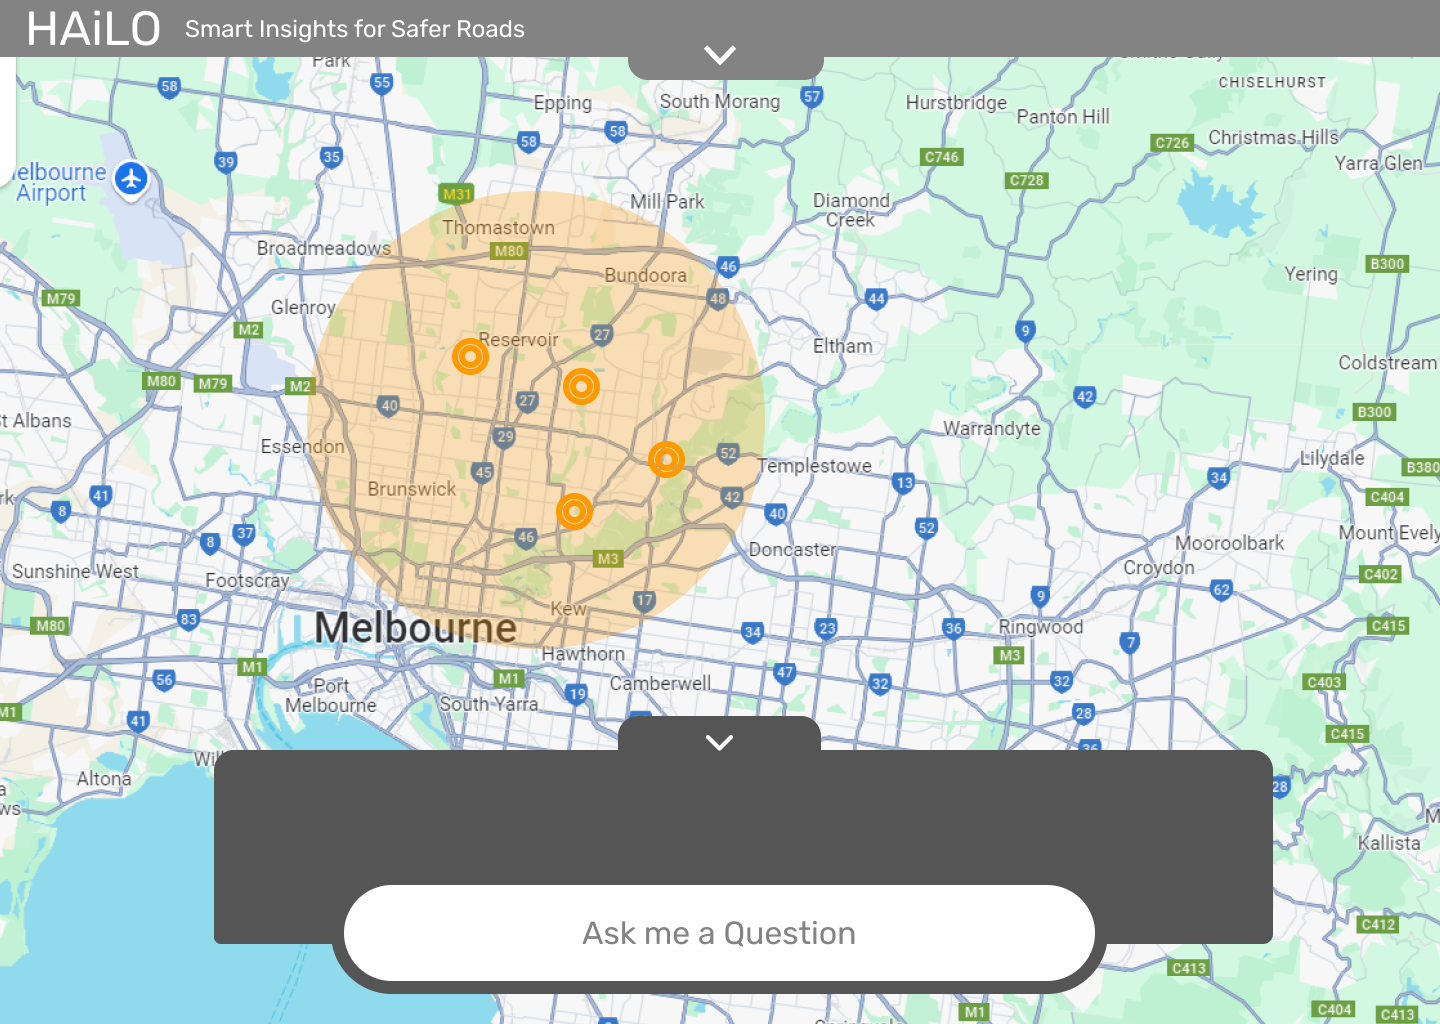 HAiLO
Smart Insights for Safer Roads
Park
58
55
57
Epping
South Morang
Hurstbridge
CHISELHURST
Panton Hill
58
58
C726
Christmas Hills
39
35
C746
Yarra Glen
elbourne
Airport
C728
M31
Mill Park
Diamond
Creek
Thomastown
Broadmeadows
M80
46
Bundoora
B300
Yering
M79
Glenroy
48
44
M2
Reservoir
27
9
Eltham
Coldstream
M80
M79
M2
40
27
42
B300
t Albans
29
Warrandyte
Essendon
52
Templestowe
Lilydale
B380
45
13
34
Brunswick
41
42
C404
rk
8
40
52
Mount Evely
37
46
8
M3
Doncaster
Mooroolbark
Sunshine West
Footscray
Croydon
C402
62
17
9
Kew
83
M80
Melbourne
34
23
36
Ringwood
C415
7
Hawthorn
M3
M1
56
M1
19
47
32
32
C403
Port
Melbourne
Camberwell
South Yarra
M1
41
28
C415
36
Wil
Altona
28
a
ws
M
Kallista
C412
Ask me a Question
C413
C404
M1
C413